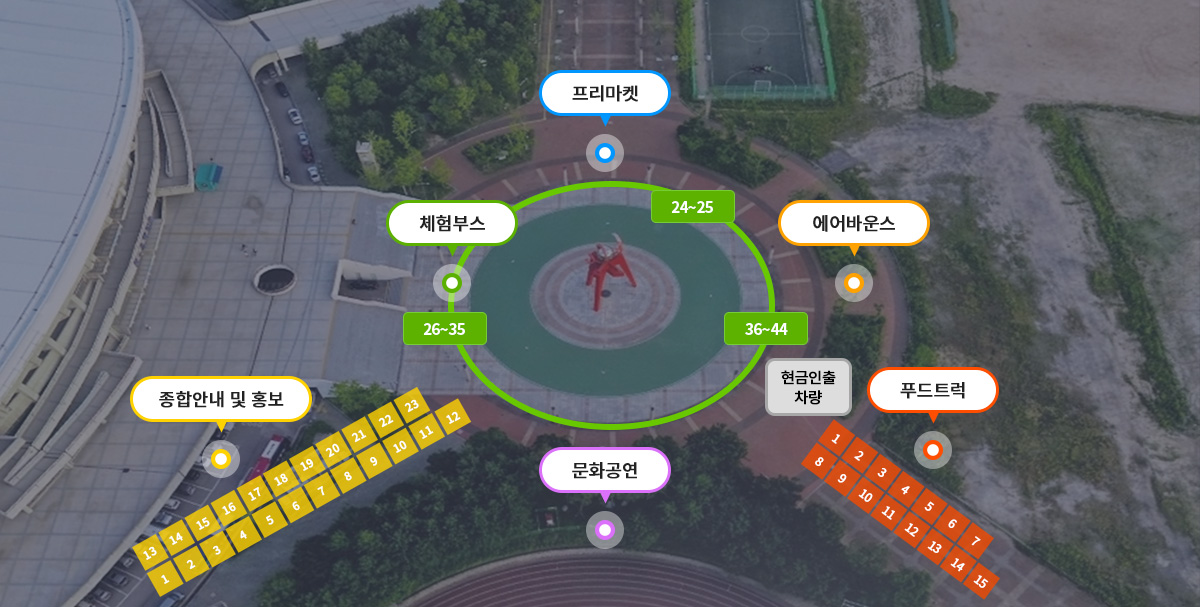 프리마켓
체험부스
24~25
에어바운스
26~35
36~44
현금인출
차량
종합안내 및 홍보
푸드트럭
문화공연
13 14 15 16 17 18 19 20 21 22 23
1 2 3 4 5 6 7 8 9 10 11 12
1 2 3 4 5 6 7
8 9 10 11 12 13 14 15